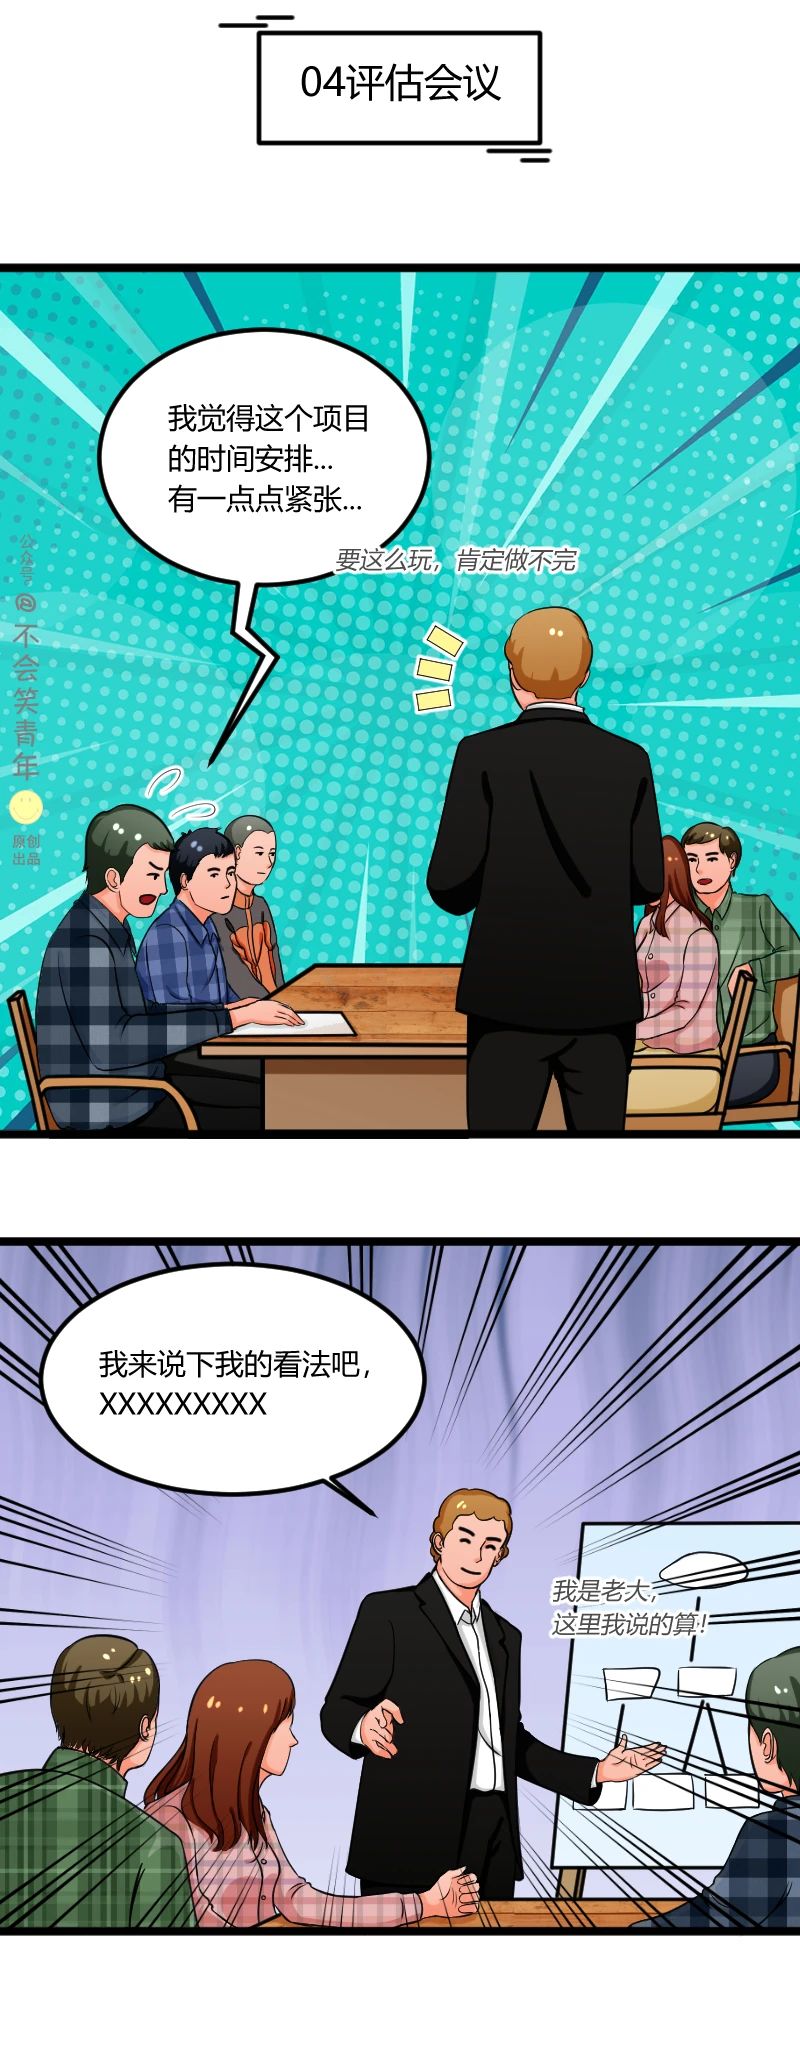 04评估会议
我觉得这个项目
的时间安排...
有一点点紧张...
要这么玩，肯定做不完
公众号@不会笑青年
原创
出品
我来说下我的看法吧，
XXXXXXXXX
我是老大，
这里我说的算！